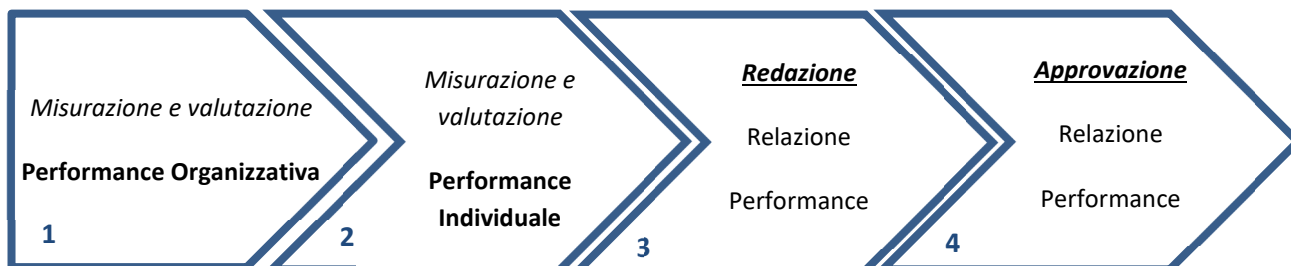 Misurazione e valutazione
Performance Organizzativa
1
Misurazione e
valutazione
Performance
Individuale
2
Redazione
Relazione
Performance
3
Approvazione
Relazione
Performance
4